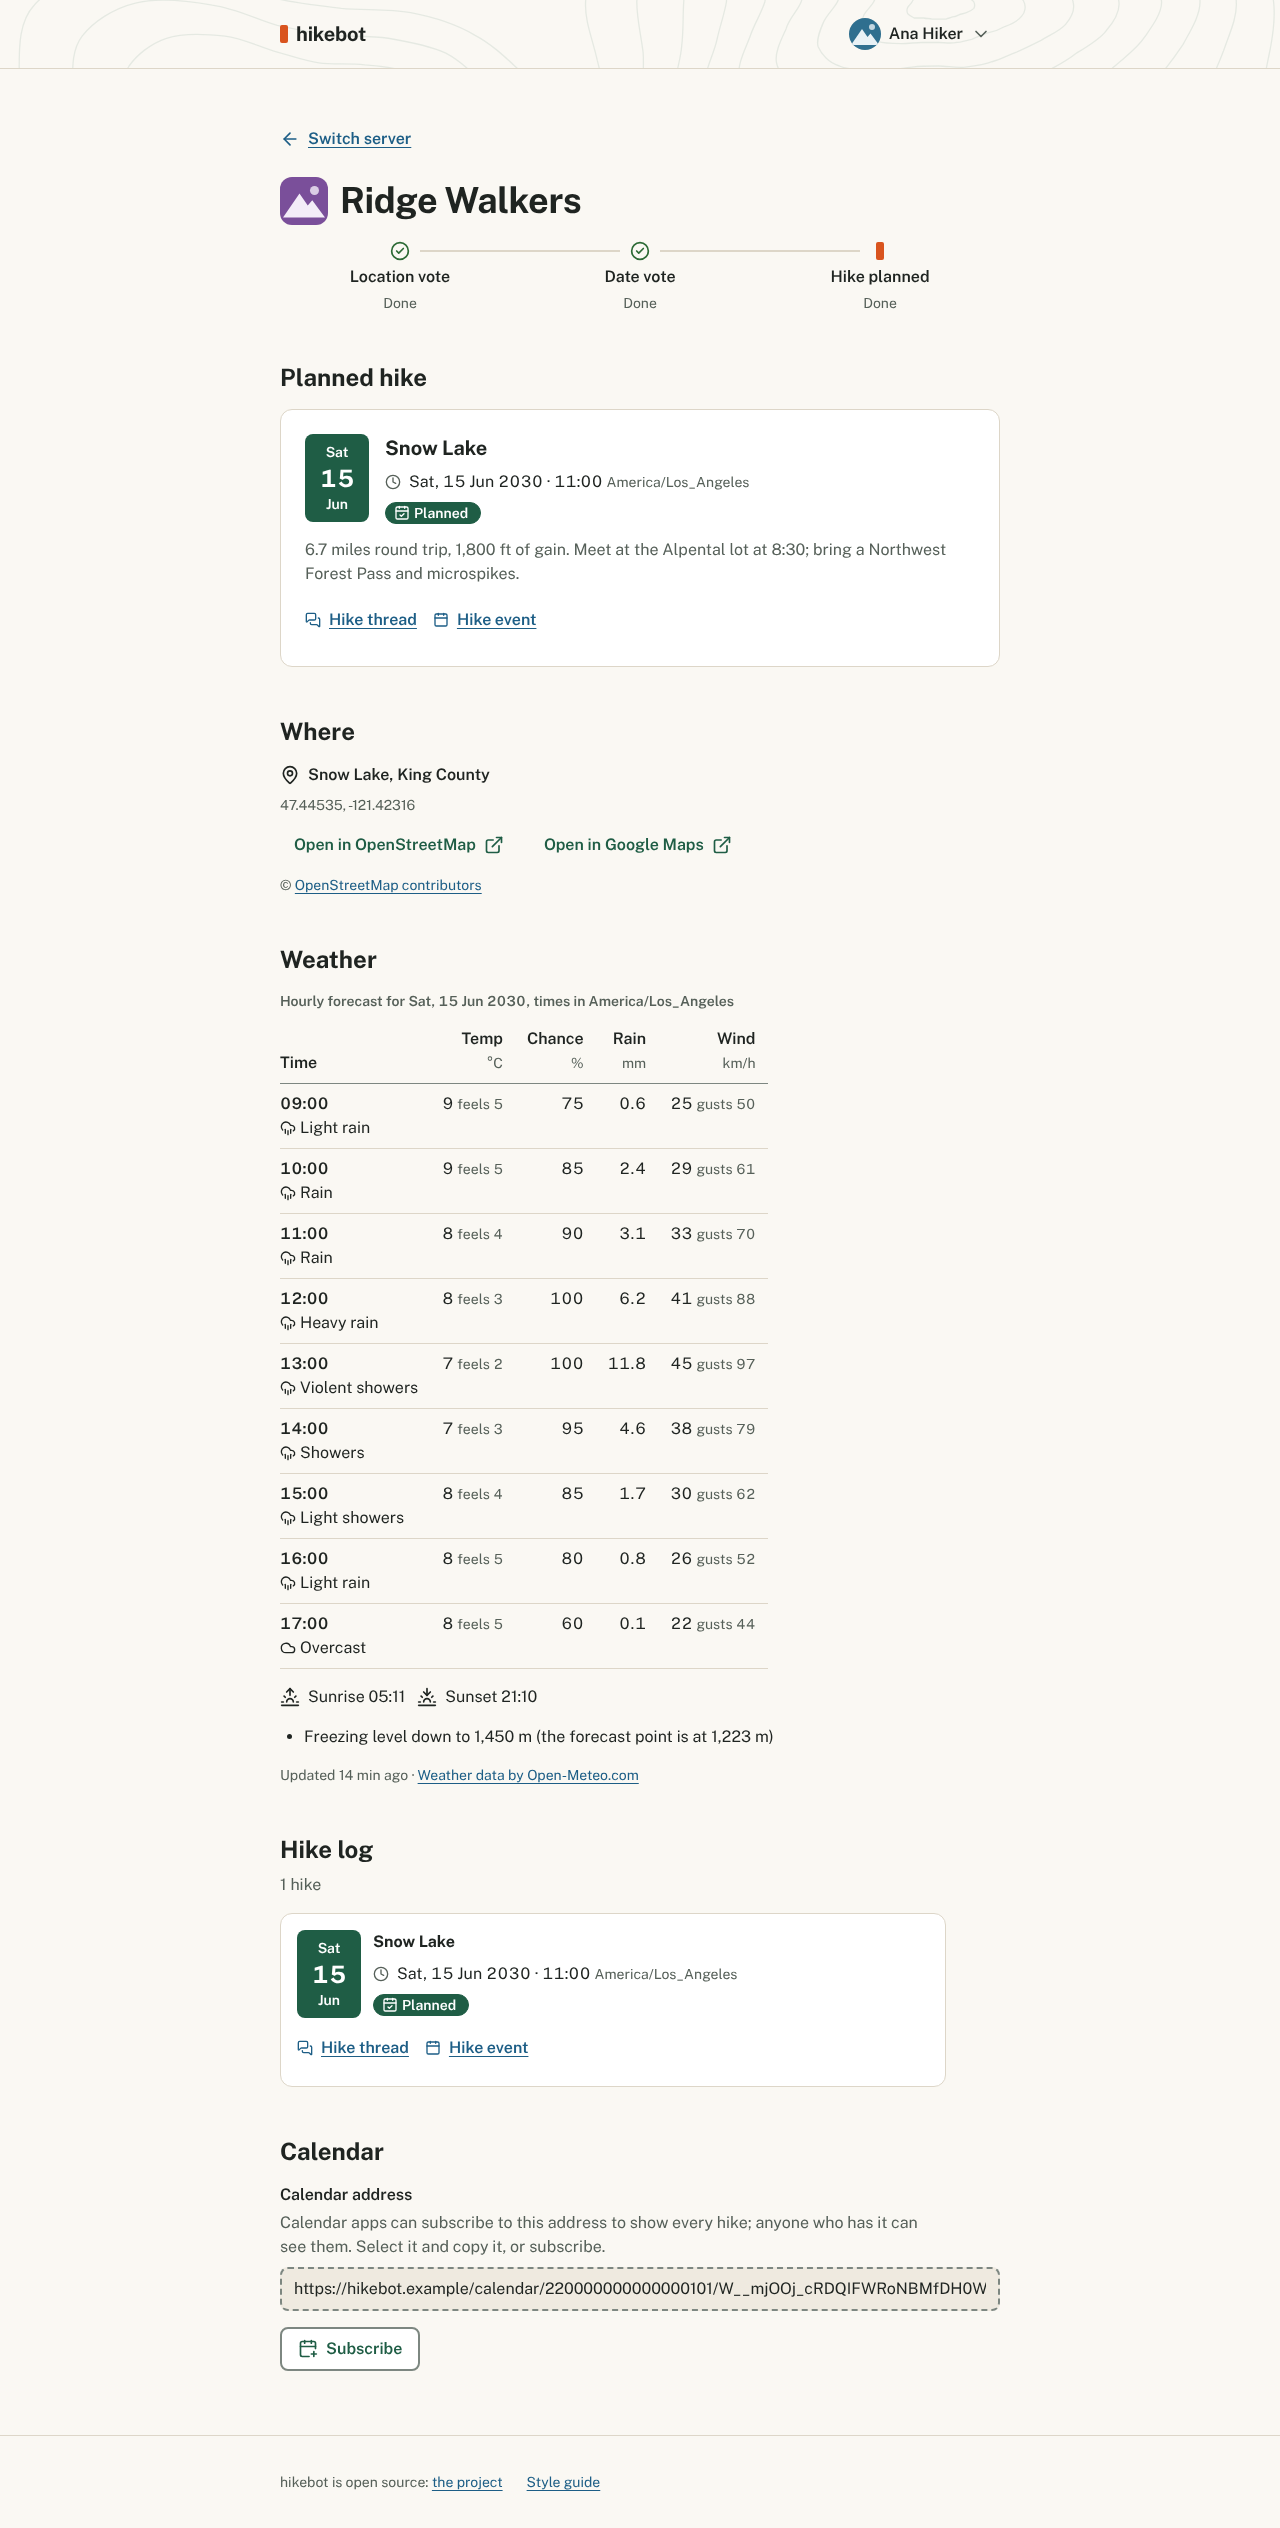 hikebot
Ana Hiker
Switch server
Ridge Walkers
Location vote
Done
Date vote
Done
Hike planned
Done
Planned hike
Sat
15
Jun
Snow Lake
Sat, 15 Jun 2030 · 11:00 America/Los_Angeles
Planned
6.7 miles round trip, 1,800 ft of gain. Meet at the Alpental lot at 8:30; bring a Northwest
Forest Pass and microspikes.
Hike thread Hike event
Where
Snow Lake, King County
47.44535, -121.42316
Open in OpenStreetMap Open in Google Maps
© OpenStreetMap contributors
Weather
Hourly forecast for Sat, 15 Jun 2030, times in America/Los_Angeles
Temp Chance Rain Wind
Time °C % mm km/h
09:00 9 feels 5 75 0.6 25 gusts 50
Light rain
10:00 9 feels 5 85 2.4 29 gusts 61
Rain
11:00 8 feels 4 90 3.1 33 gusts 70
Rain
12:00 8 feels 3 100 6.2 41 gusts 88
Heavy rain
13:00 7 feels 2 100 11.8 45 gusts 97
Violent showers
14:00 7 feels 3 95 4.6 38 gusts 79
Showers
15:00 8 feels 4 85 1.7 30 gusts 62
Light showers
16:00 8 feels 5 80 0.8 26 gusts 52
Light rain
17:00 8 feels 5 60 0.1 22 gusts 44
Overcast
Sunrise 05:11 Sunset 21:10
• Freezing level down to 1,450 m (the forecast point is at 1,223 m)
Updated 14 min ago · Weather data by Open-Meteo.com
Hike log
1 hike
Sat
15
Jun
Snow Lake
Sat, 15 Jun 2030 · 11:00 America/Los_Angeles
Planned
Hike thread Hike event
Calendar
Calendar address
Calendar apps can subscribe to this address to show every hike; anyone who has it can
see them. Select it and copy it, or subscribe.
https://hikebot.example/calendar/220000000000000101/W__mjOOj_cRDQIFWRoNBMfDH0W
Subscribe
hikebot is open source: the project Style guide